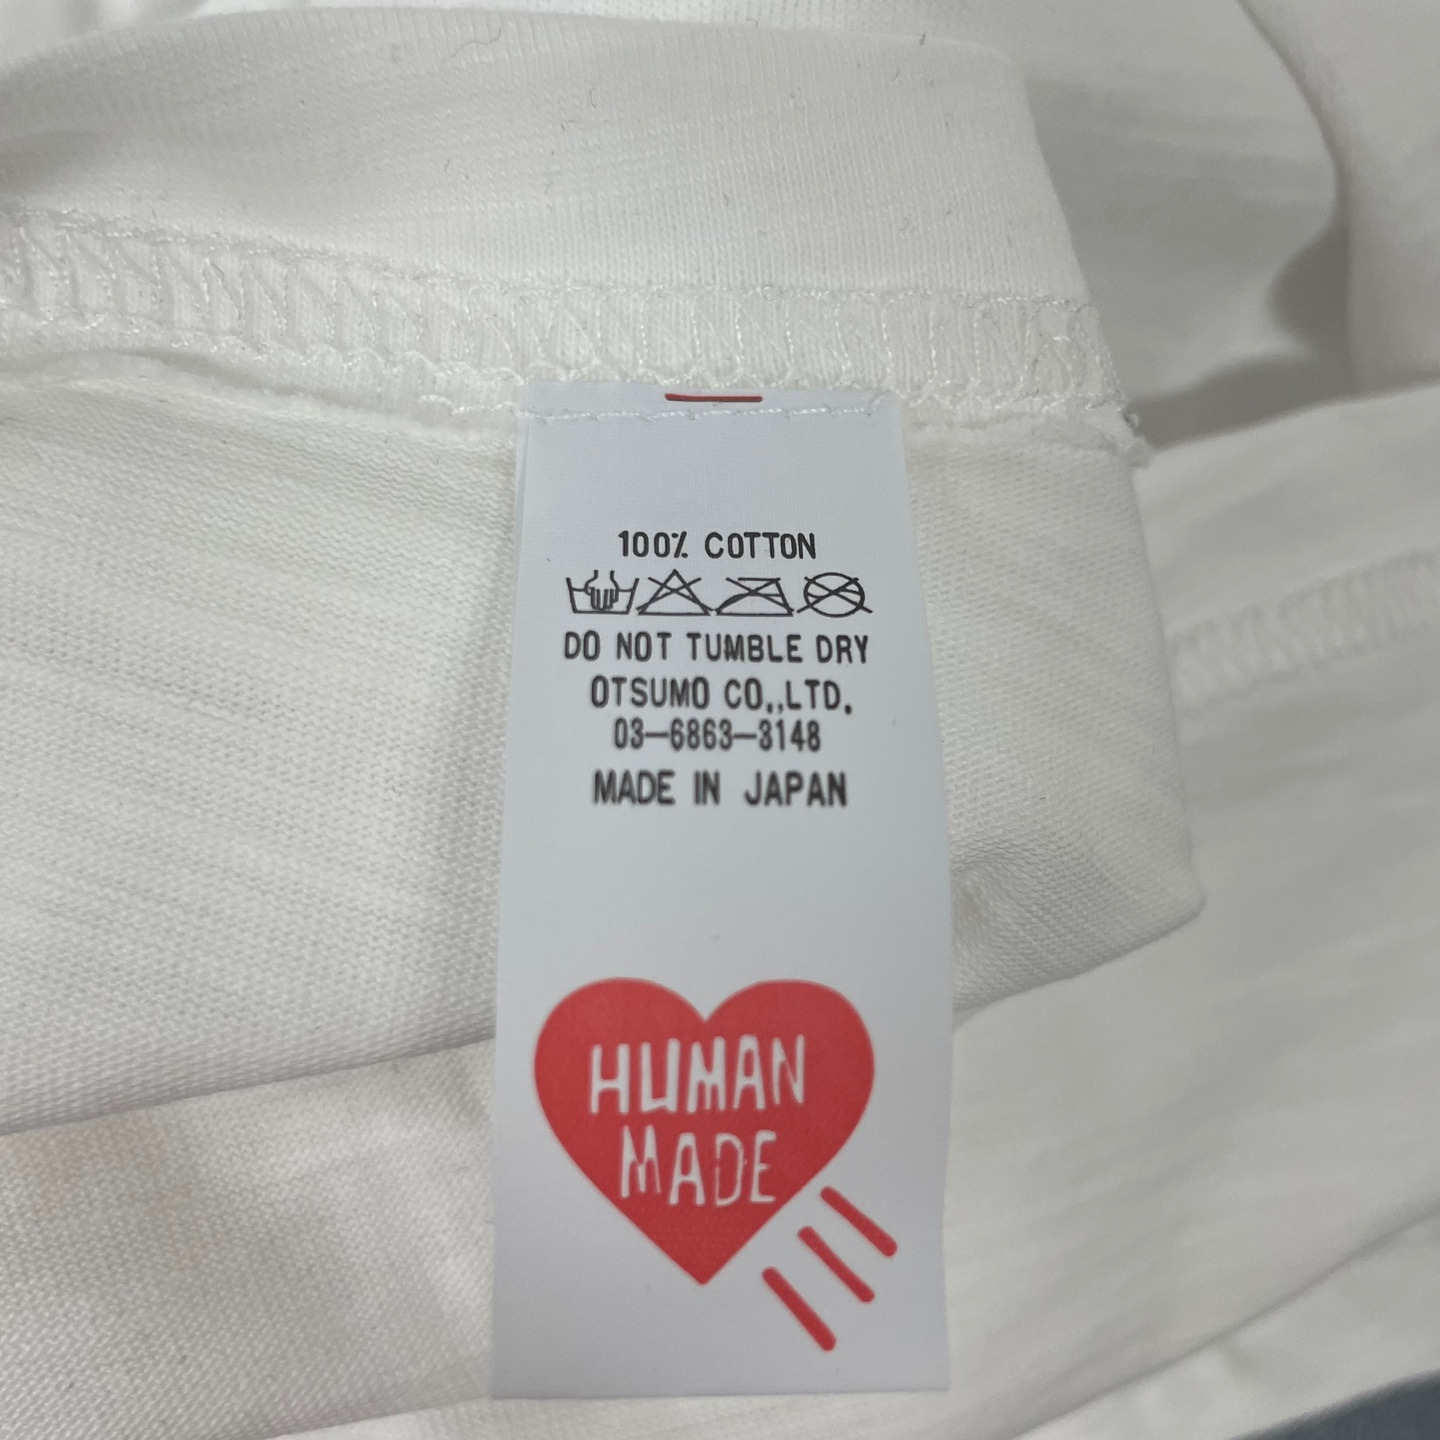 100% COTTON
DO NOT TUMBLE DRY
OTSUMO CO.,LTD.
03-6863-3148
MADE IN JAPAN
HUMAN
MADE